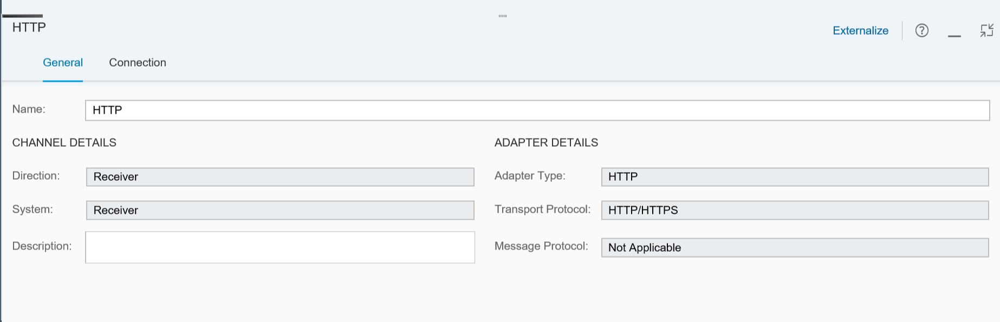 HTTP
Externalize
General Connection
Name: HTTP
CHANNEL DETAILS
Direction: Receiver
System: Receiver
Description:
ADAPTER DETAILS
Adapter Type: HTTP
Transport Protocol: HTTP/HTTPS
Message Protocol: Not Applicable